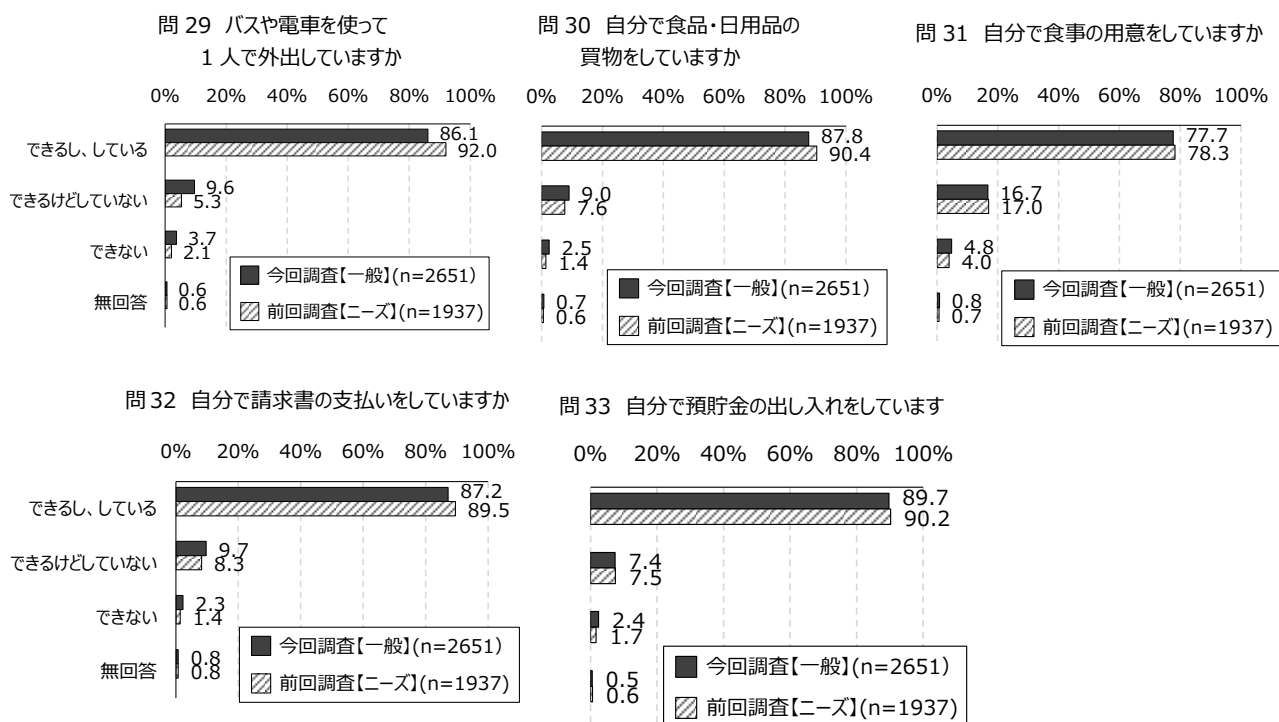 問 29 バスや電車を使って
1 人で外出していますか
0% 20% 40% 60% 80% 100%
できるし、している 86.1
92.0
できるけどしていない 9.6
5.3
できない 3.7
2.1
無回答 0.6
0.6
今回調査【一般】(n=2651)
前回調査【ニーズ】(n=1937)
問 30 自分で食品・日用品の
買物をしていますか
0% 20% 40% 60% 80% 100%
87.8
90.4
9.0
7.6
2.5
1.4
0.7
0.6
今回調査【一般】(n=2651)
前回調査【ニーズ】(n=1937)
問 31 自分で食事の用意をしていますか
0% 20% 40% 60% 80% 100%
77.7
78.3
16.7
17.0
4.8
4.0
0.8
0.7
今回調査【一般】(n=2651)
前回調査【ニーズ】(n=1937)
問 32 自分で請求書の支払いをしていますか
0% 20% 40% 60% 80% 100%
できるし、している 87.2
89.5
できるけどしていない 9.7
8.3
できない 2.3
1.4
無回答 0.8
0.8
今回調査【一般】(n=2651)
前回調査【ニーズ】(n=1937)
問 33 自分で預貯金の出し入れをしています
0% 20% 40% 60% 80% 100%
89.7
90.2
7.4
7.5
2.4
1.7
0.5
0.6
今回調査【一般】(n=2651)
前回調査【ニーズ】(n=1937)